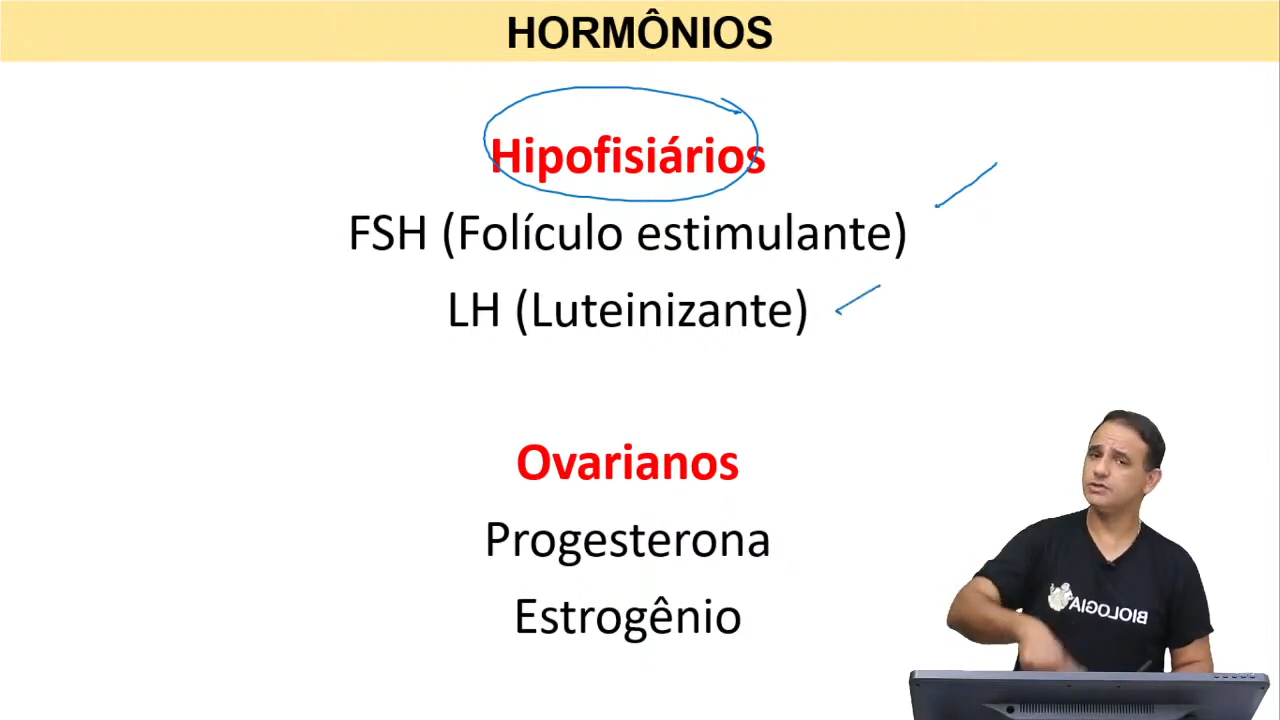 HORMÔNIOS
Hipofisiários
FSH (Folículo estimulante)
LH (Luteinizante)
Ovarianos
Progesterona
Estrogênio
BIOLOGIA